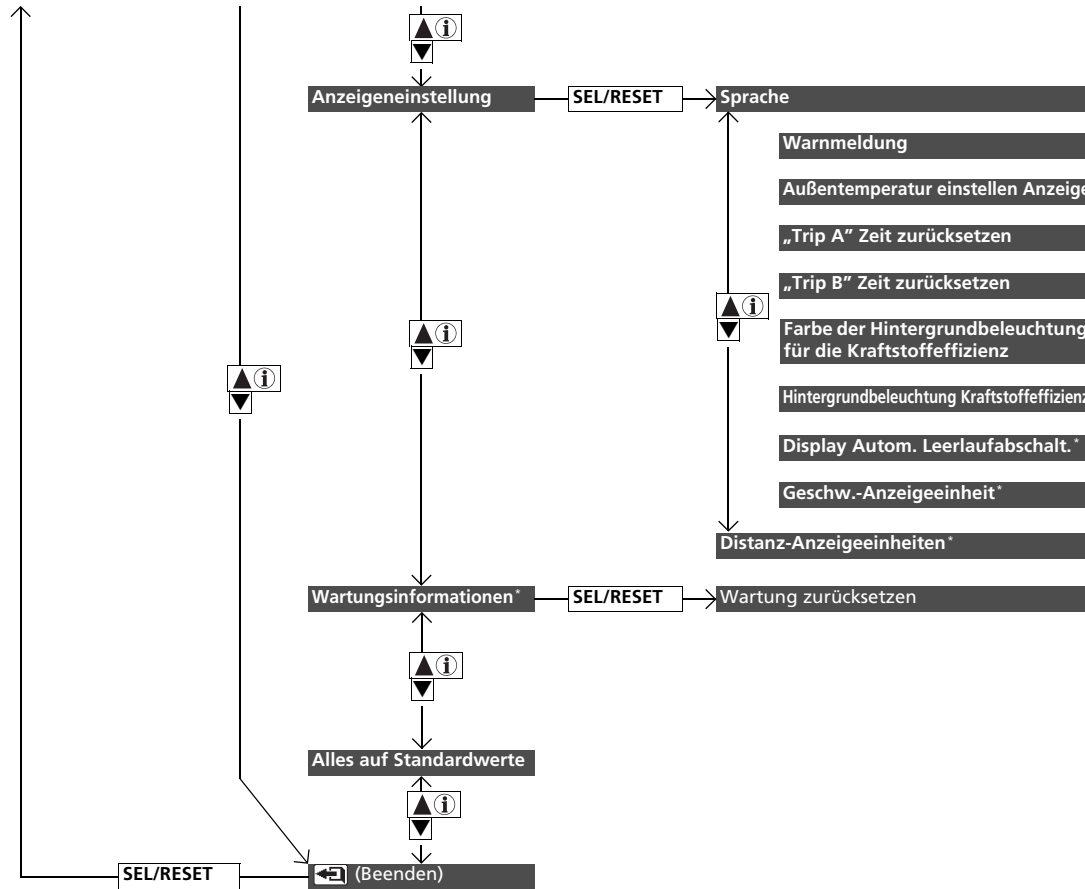 Anzeigeneinstellung
SEL/RESET
Sprache
Warnmeldung
Außentemperatur einstellen Anzeige
„Trip A” Zeit zurücksetzen
„Trip B” Zeit zurücksetzen
Farbe der Hintergrundbeleuchtung
für die Kraftstoffeffizienz
Hintergrundbeleuchtung Kraftstoffeffizienz
Display Autom. Leerlaufabschalt.*
Geschw.-Anzeigeeinheit*
Distanz-Anzeigeeinheiten*
Wartungsinformationen*
SEL/RESET
Wartung zurücksetzen
Alles auf Standardwerte
SEL/RESET
(Beenden)